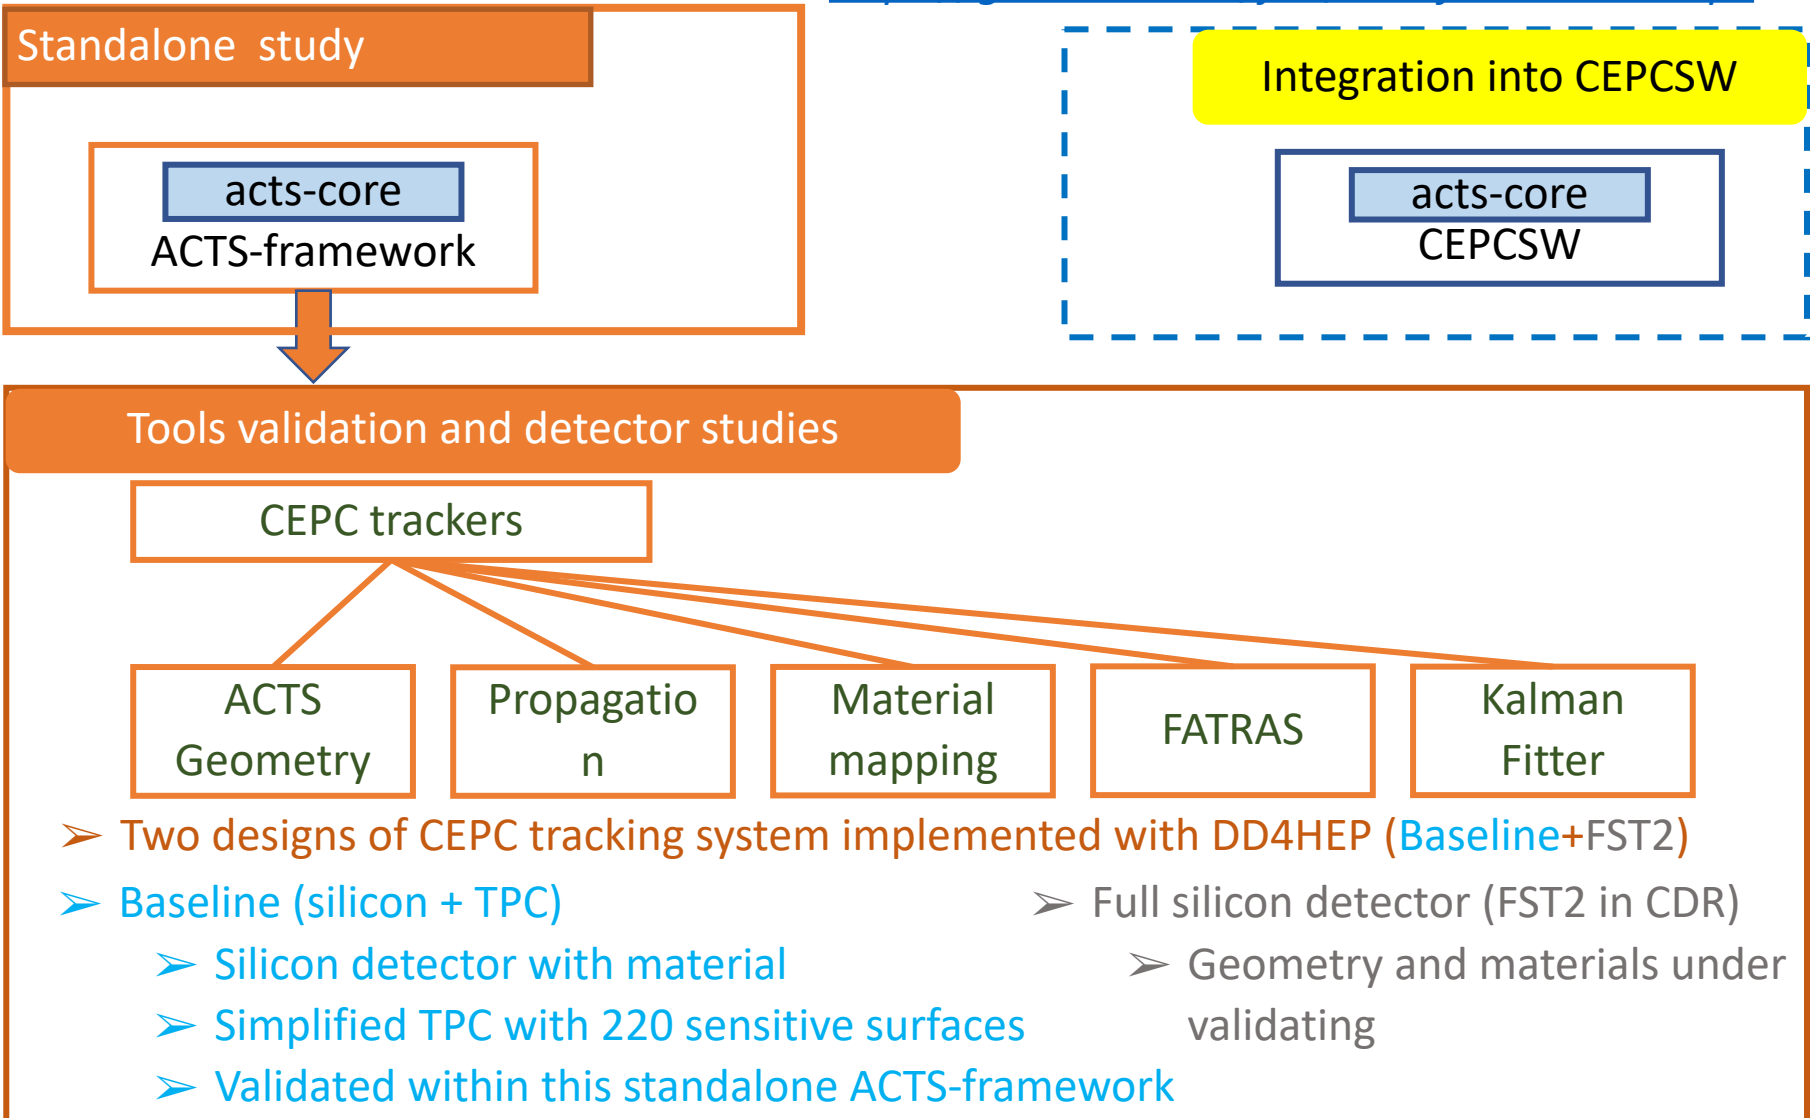 Standalone study
Integration into CEPCSW
acts-core
ACTS-framework
acts-core
CEPCSW
Tools validation and detector studies
CEPC trackers
ACTS
Geometry
Propagatio
n
Material
mapping
FATRAS
Kalman
Fitter
➢ Two designs of CEPC tracking system implemented with DD4HEP (Baseline+FST2)
➢ Baseline (silicon + TPC)
➢ Silicon detector with material
➢ Simplified TPC with 220 sensitive surfaces
➢ Validated within this standalone ACTS-framework
➢ Full silicon detector (FST2 in CDR)
➢ Geometry and materials under
validating